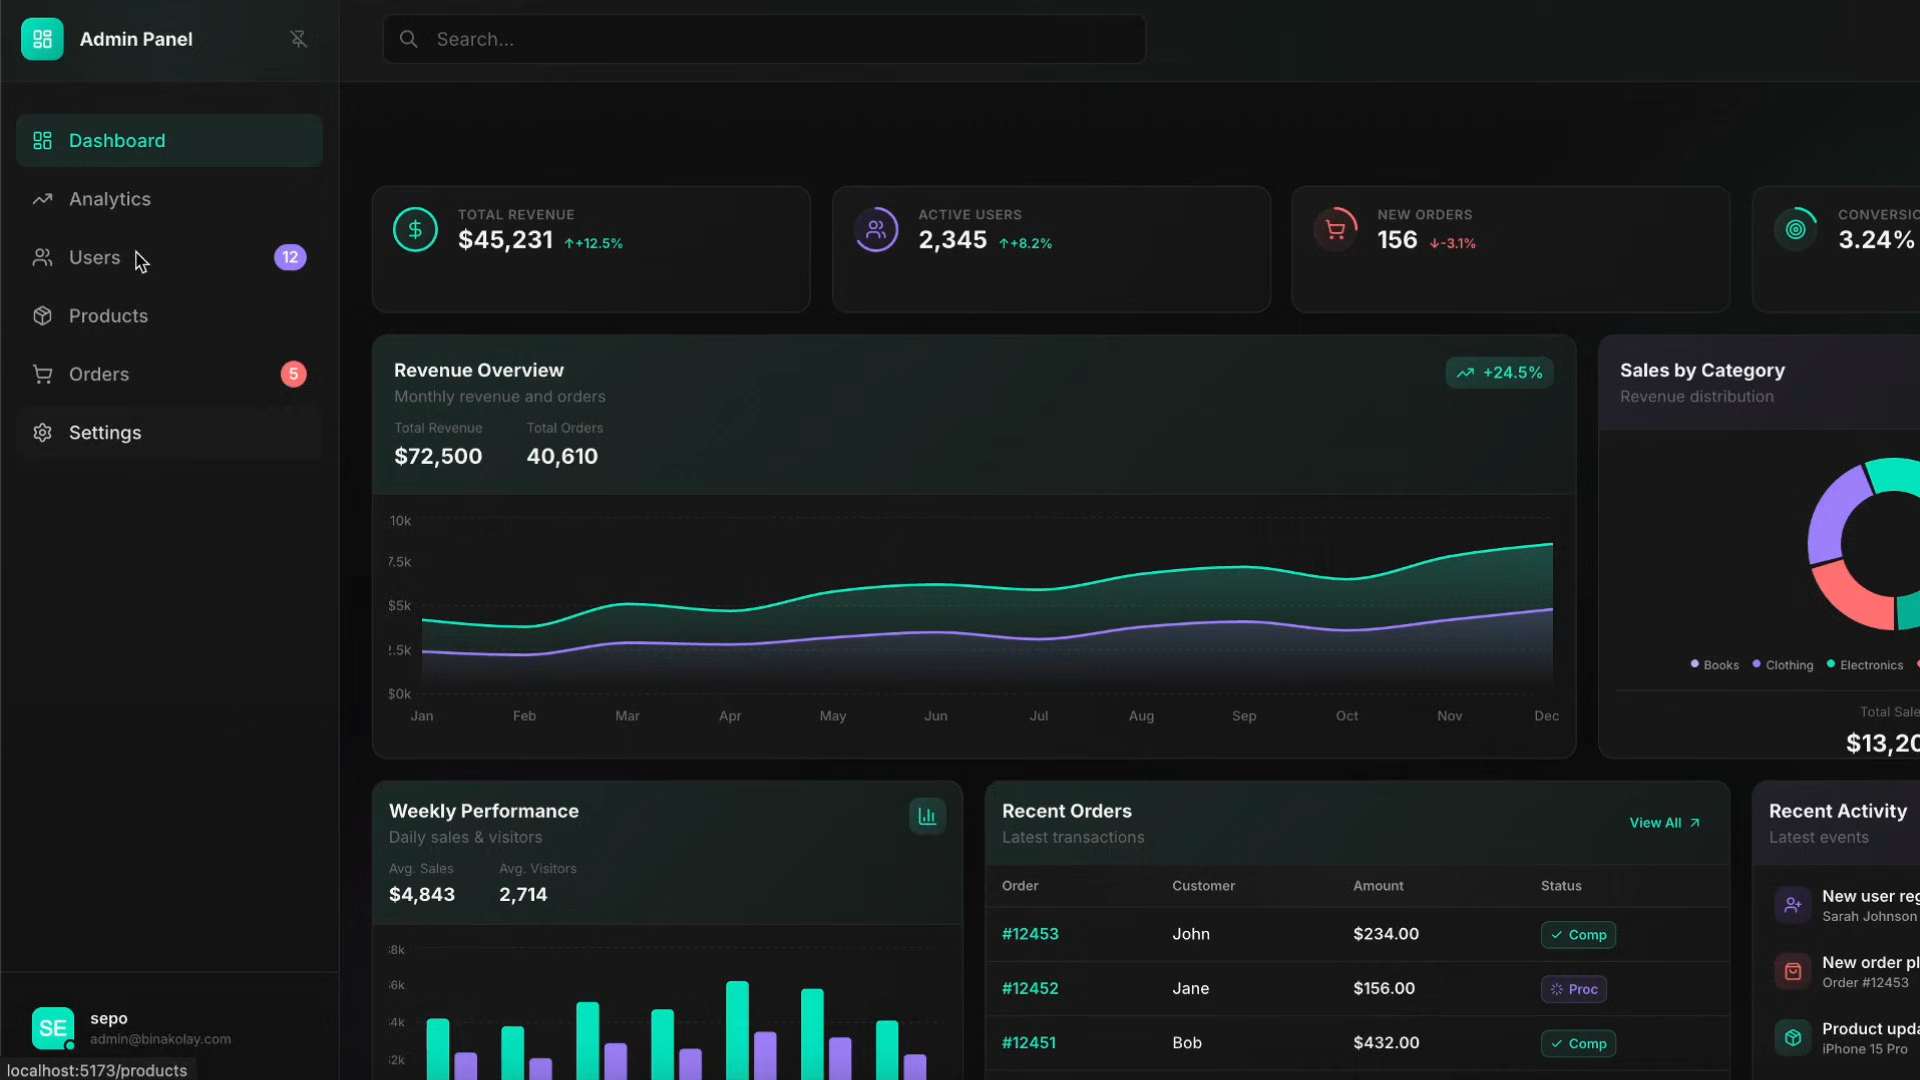 Admin Panel
Search...
Dashboard
Analytics
Users
12
Products
Orders
5
Settings
TOTAL REVENUE
$45,231 ↑+12.5%
ACTIVE USERS
2,345 ↑+8.2%
NEW ORDERS
156 ↓-3.1%
3.24%
Revenue Overview
Monthly revenue and orders
+24.5%
Total Revenue
Total Orders
$72,500
40,610
10k
7.5k
$5k
2.5k
$0k
Jan Feb Mar Apr May Jun Jul Aug Sep Oct Nov Dec
Sales by Category
Revenue distribution
Books Clothing Electronics
Total
Weekly Performance
Daily sales & visitors
Avg. Sales
Avg. Visitors
$4,843
2,714
$8k
$6k
$4k
$2k
Recent Orders
Latest transactions
View All
Order Customer Amount Status
#12453 John $234.00 Comp
#12452 Jane $156.00 Proc
#12451 Bob $432.00 Comp
Recent Activity
Latest events
New user
Sarah Johnson
New order
Order #12453
Product
iPhone 15 Pro
SE
sepo
admin@binakolay.com
localhost:5173/products